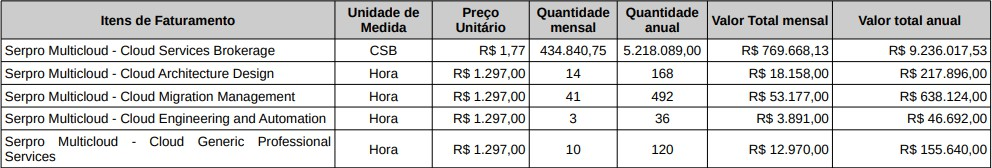 Itens de Faturamento | Unidade de Medida | Preço Unitário | Quantidade mensal | Quantidade anual | Valor Total mensal | Valor total anual
Serpro Multicloud - Cloud Services Brokerage | CSB | R$ 1,77 | 434.840,75 | 5.218.089,00 | R$ 769.668,13 | R$ 9.236.017,53
Serpro Multicloud - Cloud Architecture Design | Hora | R$ 1.297,00 | 14 | 168 | R$ 18.158,00 | R$ 217.896,00
Serpro Multicloud - Cloud Migration Management | Hora | R$ 1.297,00 | 41 | 492 | R$ 53.177,00 | R$ 638.124,00
Serpro Multicloud - Cloud Engineering and Automation | Hora | R$ 1.297,00 | 3 | 36 | R$ 3.891,00 | R$ 46.692,00
Serpro Multicloud - Cloud Generic Professional Services | Hora | R$ 1.297,00 | 10 | 120 | R$ 12.970,00 | R$ 155.640,00